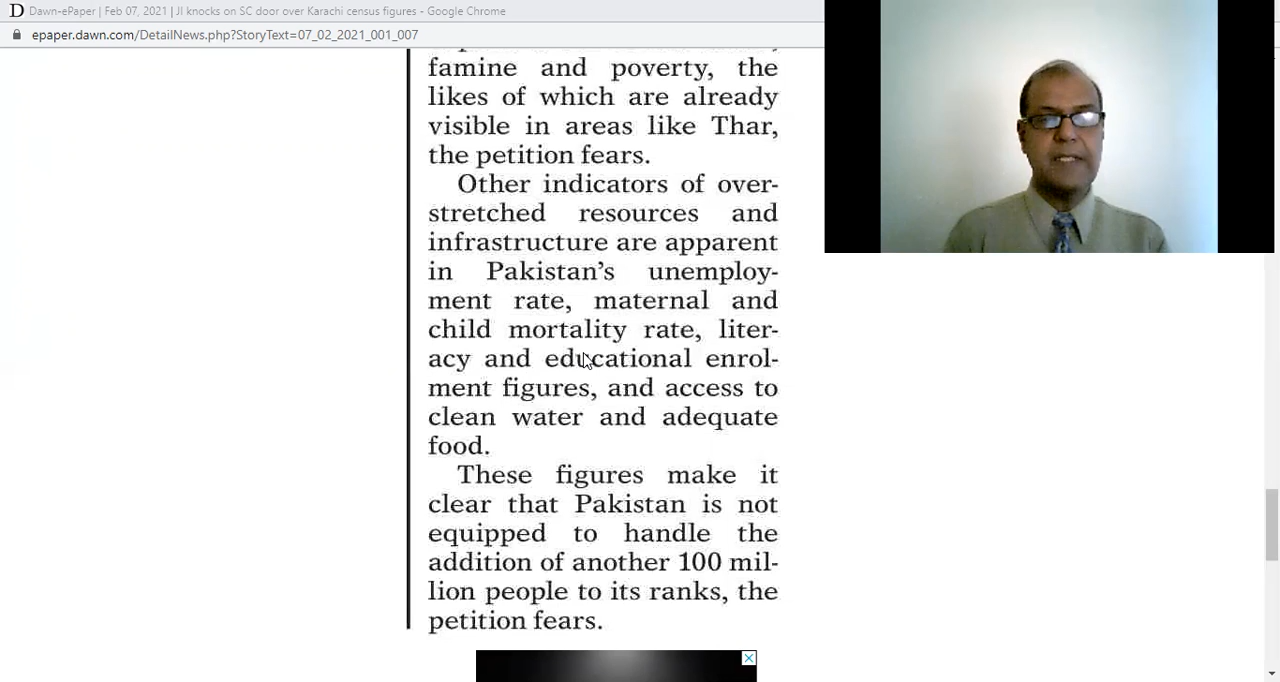 D Dawn-ePaper | Feb 07, 2021 | JI knocks on SC door over Karachi census figures - Google Chrome
epaper.dawn.com/DetailNews.php?StoryText=07_02_2021_001_007
famine and poverty, the
likes of which are already
visible in areas like Thar,
the petition fears.
Other indicators of over-
stretched resources and
infrastructure are apparent
in Pakistan's unemploy-
ment rate, maternal and
child mortality rate, liter-
acy and educational enrol-
ment figures, and access to
clean water and adequate
food.
These figures make it
clear that Pakistan is not
equipped to handle the
addition of another 100 mil-
lion people to its ranks, the
petition fears.